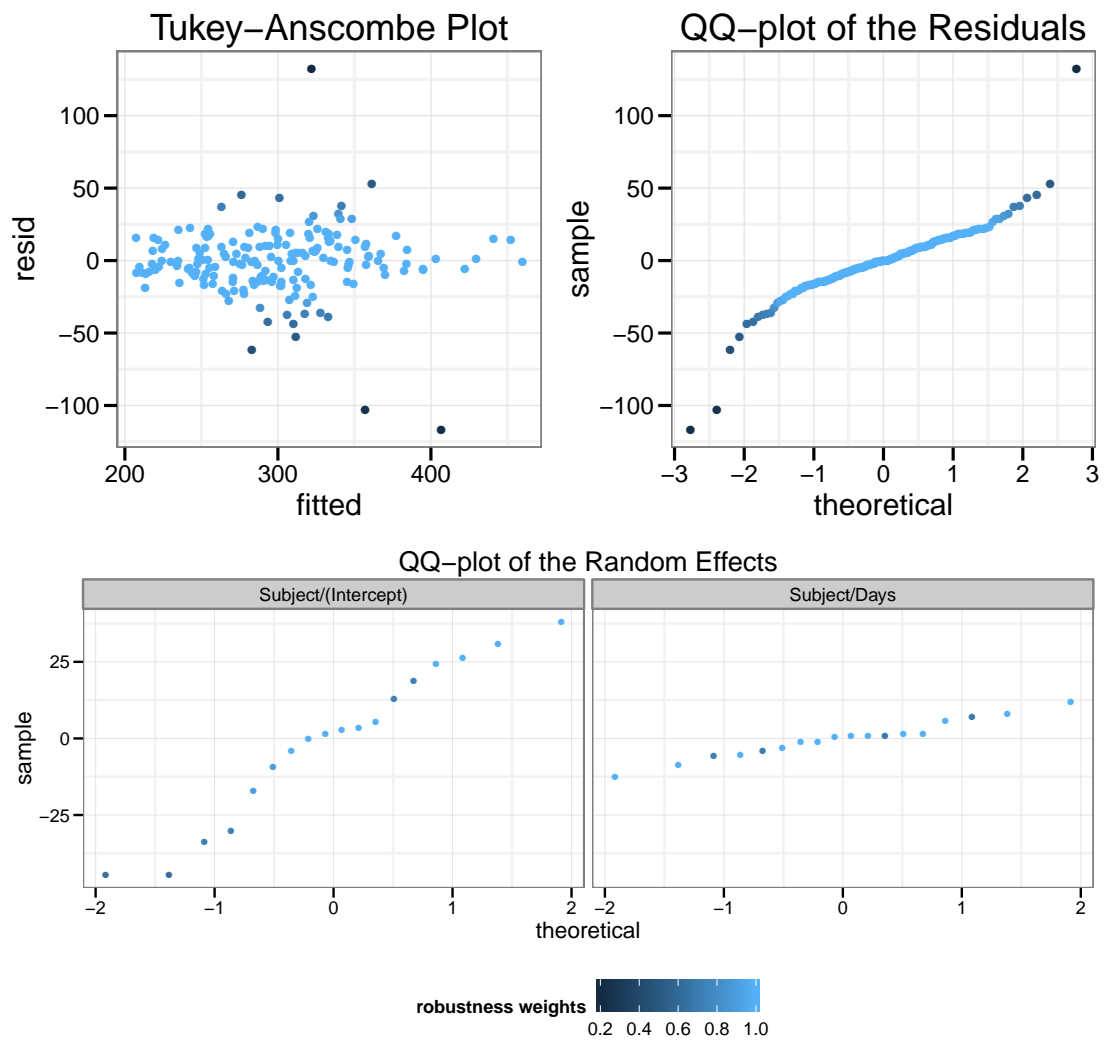 Tukey−Anscombe Plot
QQ−plot of the Residuals
resid
100
50
0
−50
−100
200 300 400
fitted
sample
100
50
0
−50
−100
−3 −2 −1 0 1 2 3
theoretical
QQ−plot of the Random Effects
Subject/(Intercept)
Subject/Days
sample
25
0
−25
−2 −1 0 1 2
−2 −1 0 1 2
theoretical
robustness weights
0.2 0.4 0.6 0.8 1.0